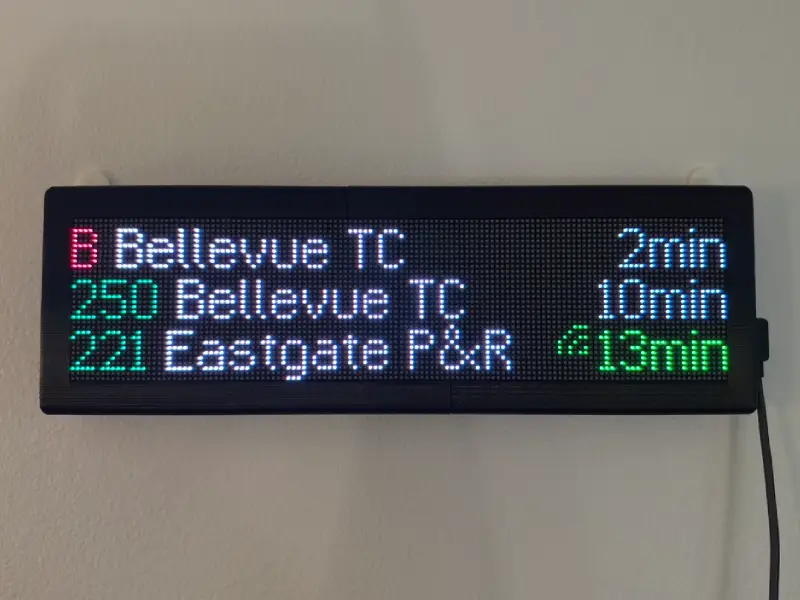 B Bellevue TC 2min
250 Bellevue TC 10min
221 Eastgate P&R 13min